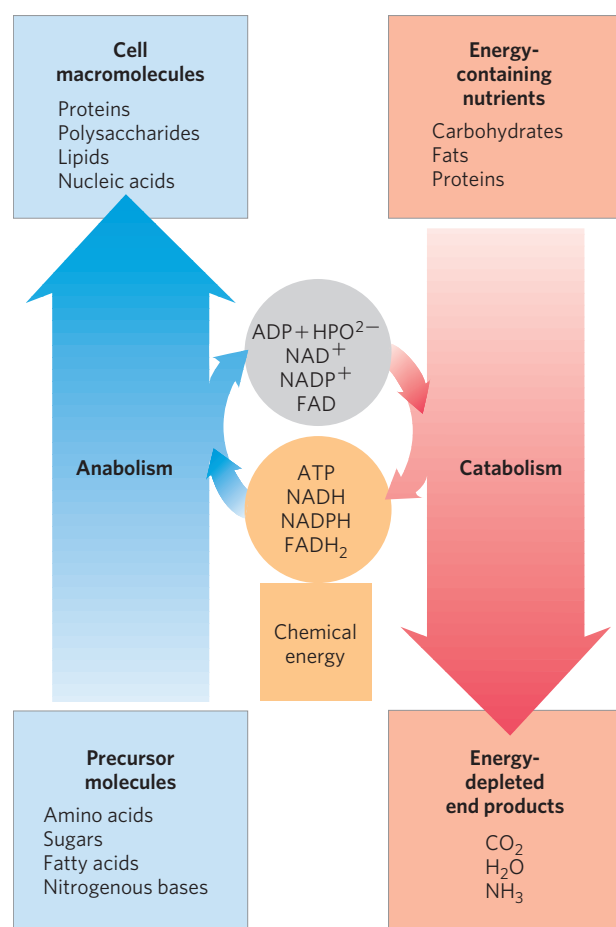 Cell
macromolecules
Proteins
Polysaccharides
Lipids
Nucleic acids
Energy-
containing
nutrients
Carbohydrates
Fats
Proteins
ADP+HPO²⁻
NAD⁺
NADP⁺
FAD
Anabolism
ATP
NADH
NADPH
FADH₂
Catabolism
Chemical
energy
Precursor
molecules
Amino acids
Sugars
Fatty acids
Nitrogenous bases
Energy-
depleted
end products
CO₂
H₂O
NH₃